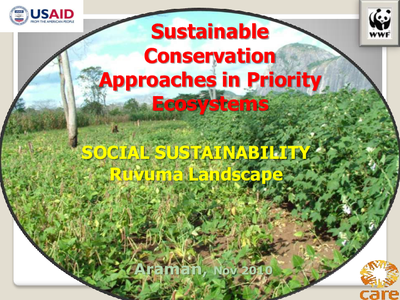 USAID
FROM THE AMERICAN PEOPLE
WWF
Sustainable
Conservation
Approaches in Priority
Ecosystems
SOCIAL SUSTAINABILITY
Ruvuma Landscape
Araman, Nov 2010
care